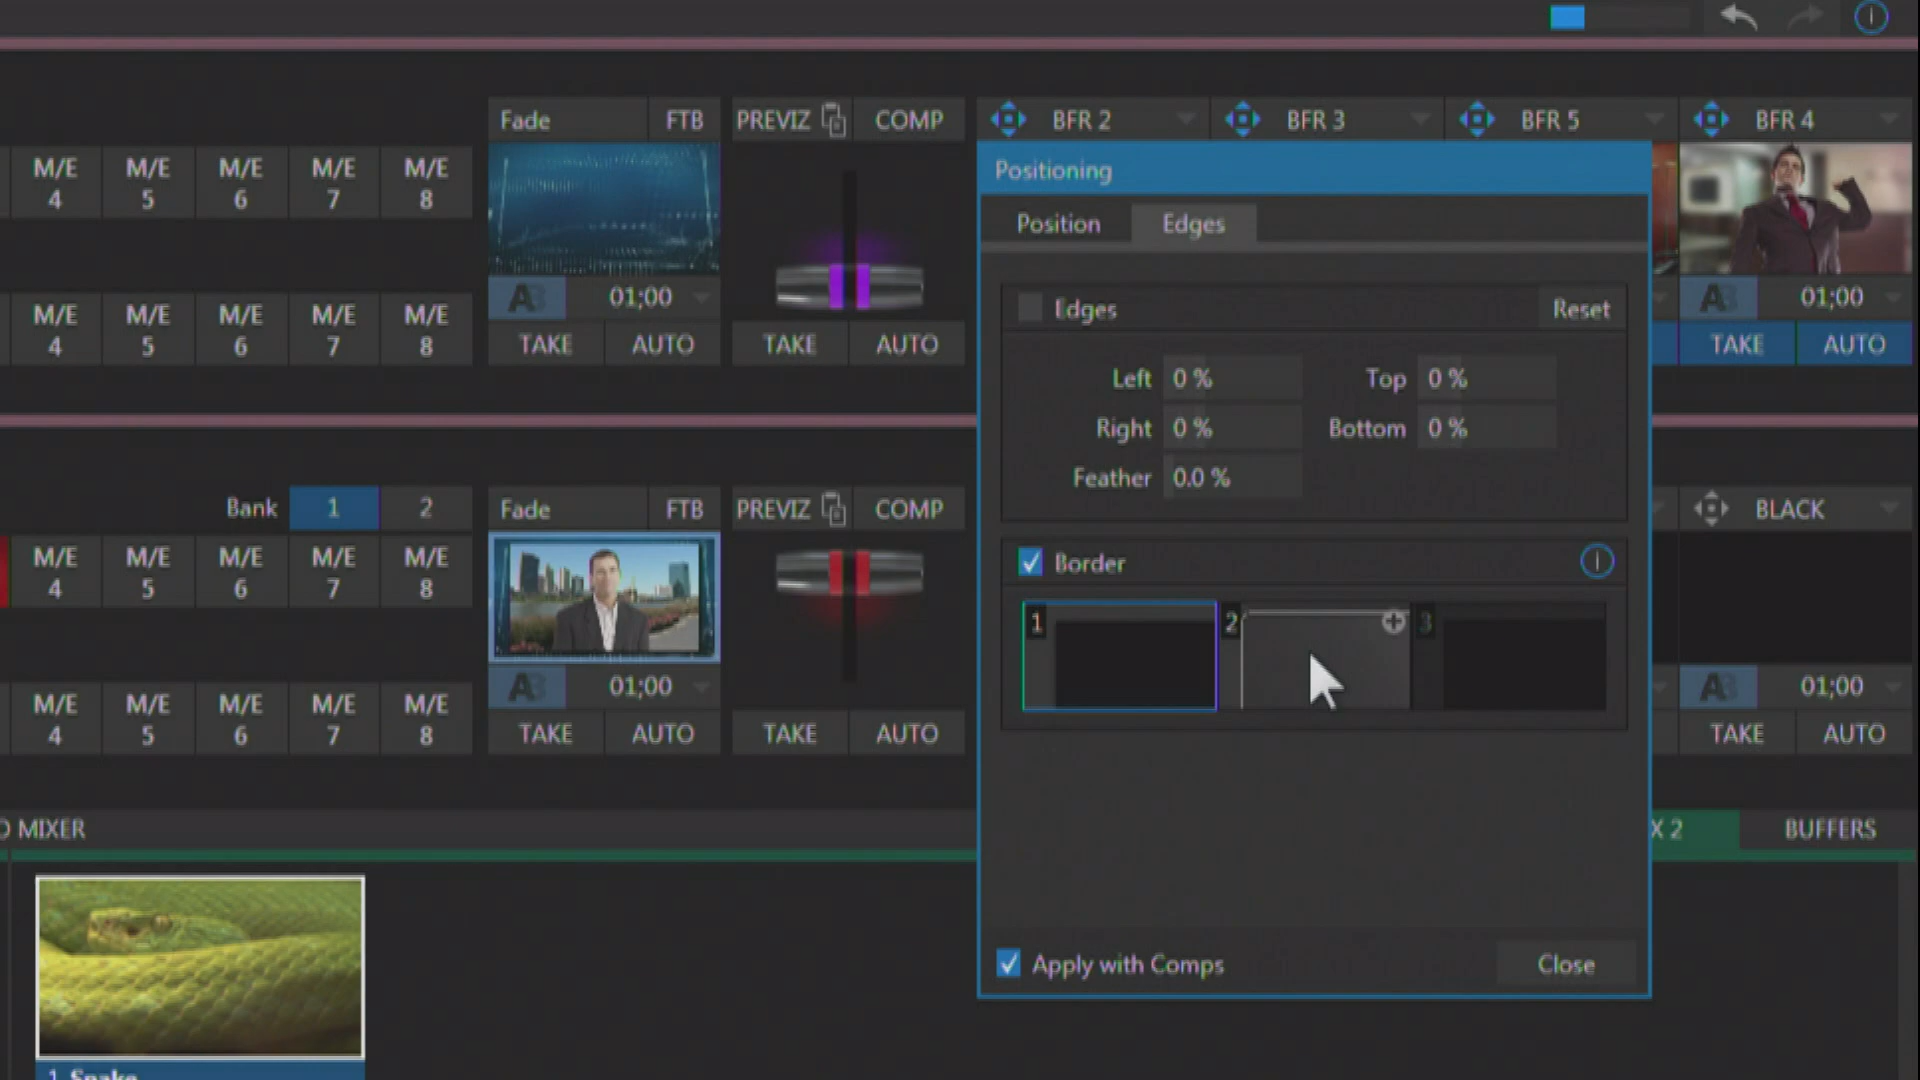 Fade FTB PREVIZ COMP BFR 2 BFR 3 BFR 5 BFR 4
Positioning
Position Edges
M/E 4 M/E 5 M/E 6 M/E 7 M/E 8
01;00
TAKE AUTO TAKE AUTO
M/E 4 M/E 5 M/E 6 M/E 7 M/E 8
01;00
TAKE AUTO
Edges Reset
Left 0 % Top 0 %
Right 0 % Bottom 0 %
Feather 0.0 %
Border
1 2 3
Apply with Comps Close
Bank 1 2 Fade FTB PREVIZ COMP BLACK
M/E 4 M/E 5 M/E 6 M/E 7 M/E 8
01;00
TAKE AUTO TAKE AUTO
M/E 4 M/E 5 M/E 6 M/E 7 M/E 8
01;00
TAKE AUTO
MIXER X 2 BUFFERS
1 Snake